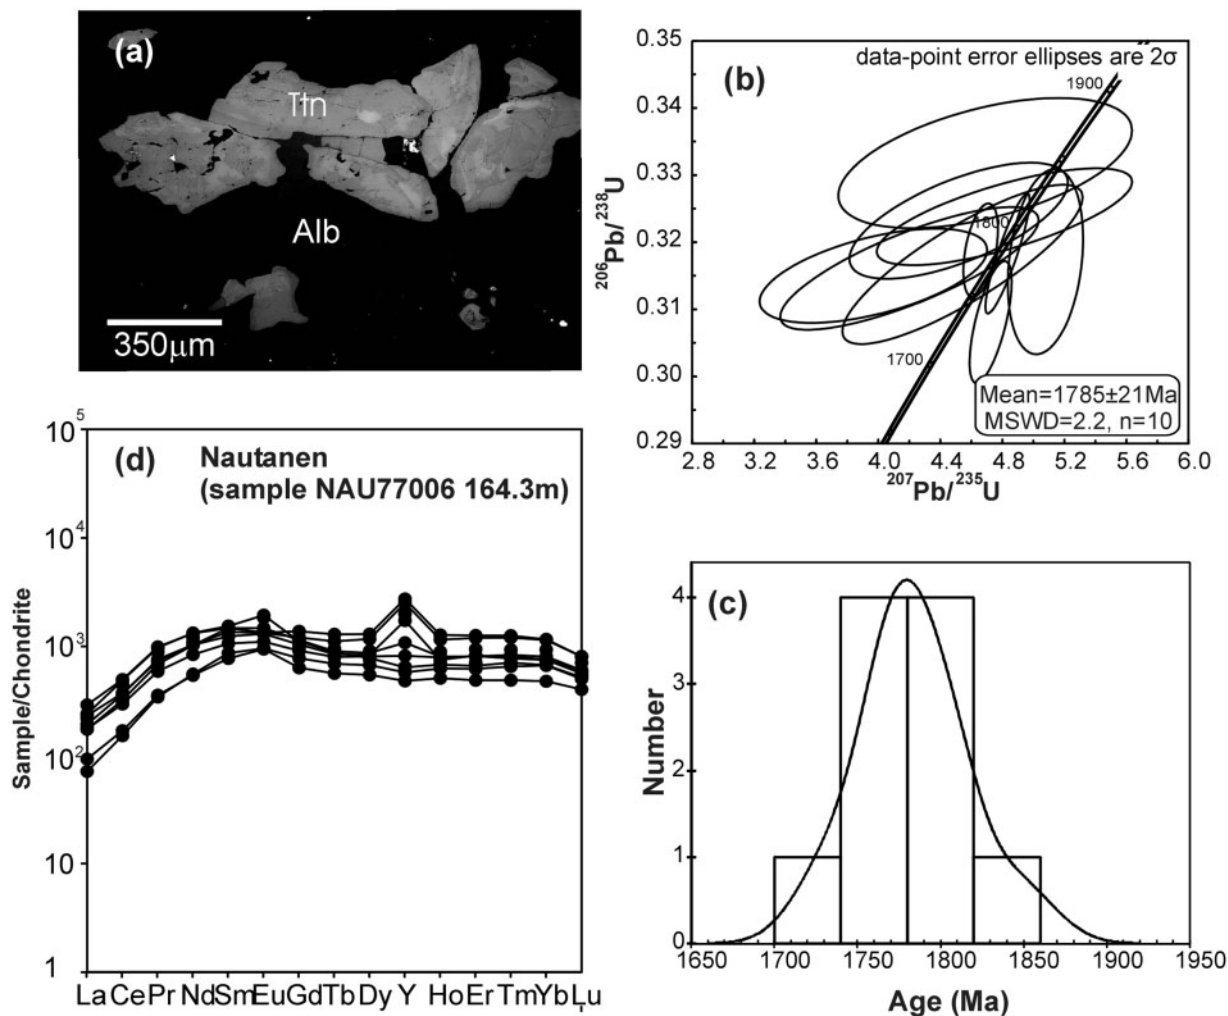 (a)
Ttn
Alb
350μm
(b)
data-point error ellipses are 2σ
0.35
0.34
0.33
0.32
0.31
0.30
0.29
²⁰⁶Pb/²³⁸U
1900
1800
1700
Mean=1785±21Ma
MSWD=2.2, n=10
2.8 3.2 3.6 4.0 4.4 4.8 5.2 5.6 6.0
²⁰⁷Pb/²³⁵U
(d) Nautanen
(sample NAU77006 164.3m)
10⁵
10⁴
10³
10²
10
1
Sample/Chondrite
La Ce Pr Nd Sm Eu Gd Tb Dy Y Ho Er Tm Yb Lu
(c)
4
3
2
1
0
Number
1650 1700 1750 1800 1850 1900 1950
Age (Ma)